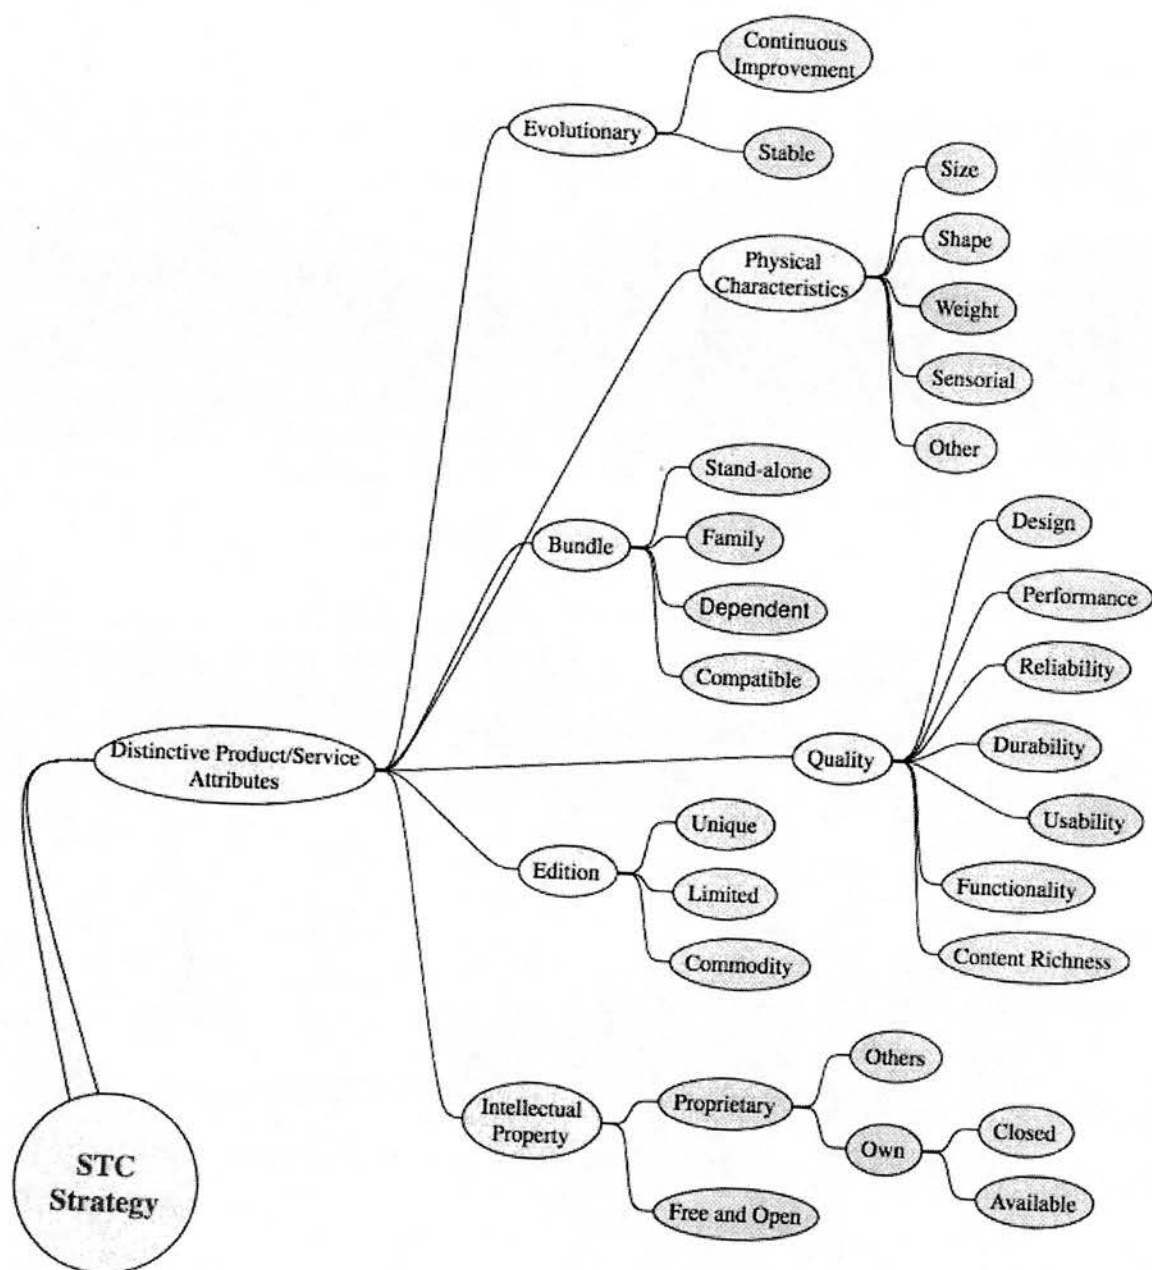 Continuous
Improvement
Evolutionary
Stable
Size
Shape
Physical
Characteristics
Weight
Sensorial
Other
Stand-alone
Bundle
Family
Dependent
Compatible
Design
Performance
Reliability
Distinctive Product/Service
Attributes
Quality
Durability
Usability
Functionality
Content Richness
Unique
Edition
Limited
Commodity
Intellectual
Property
Proprietary
Others
Own
Closed
Available
Free and Open
STC
Strategy